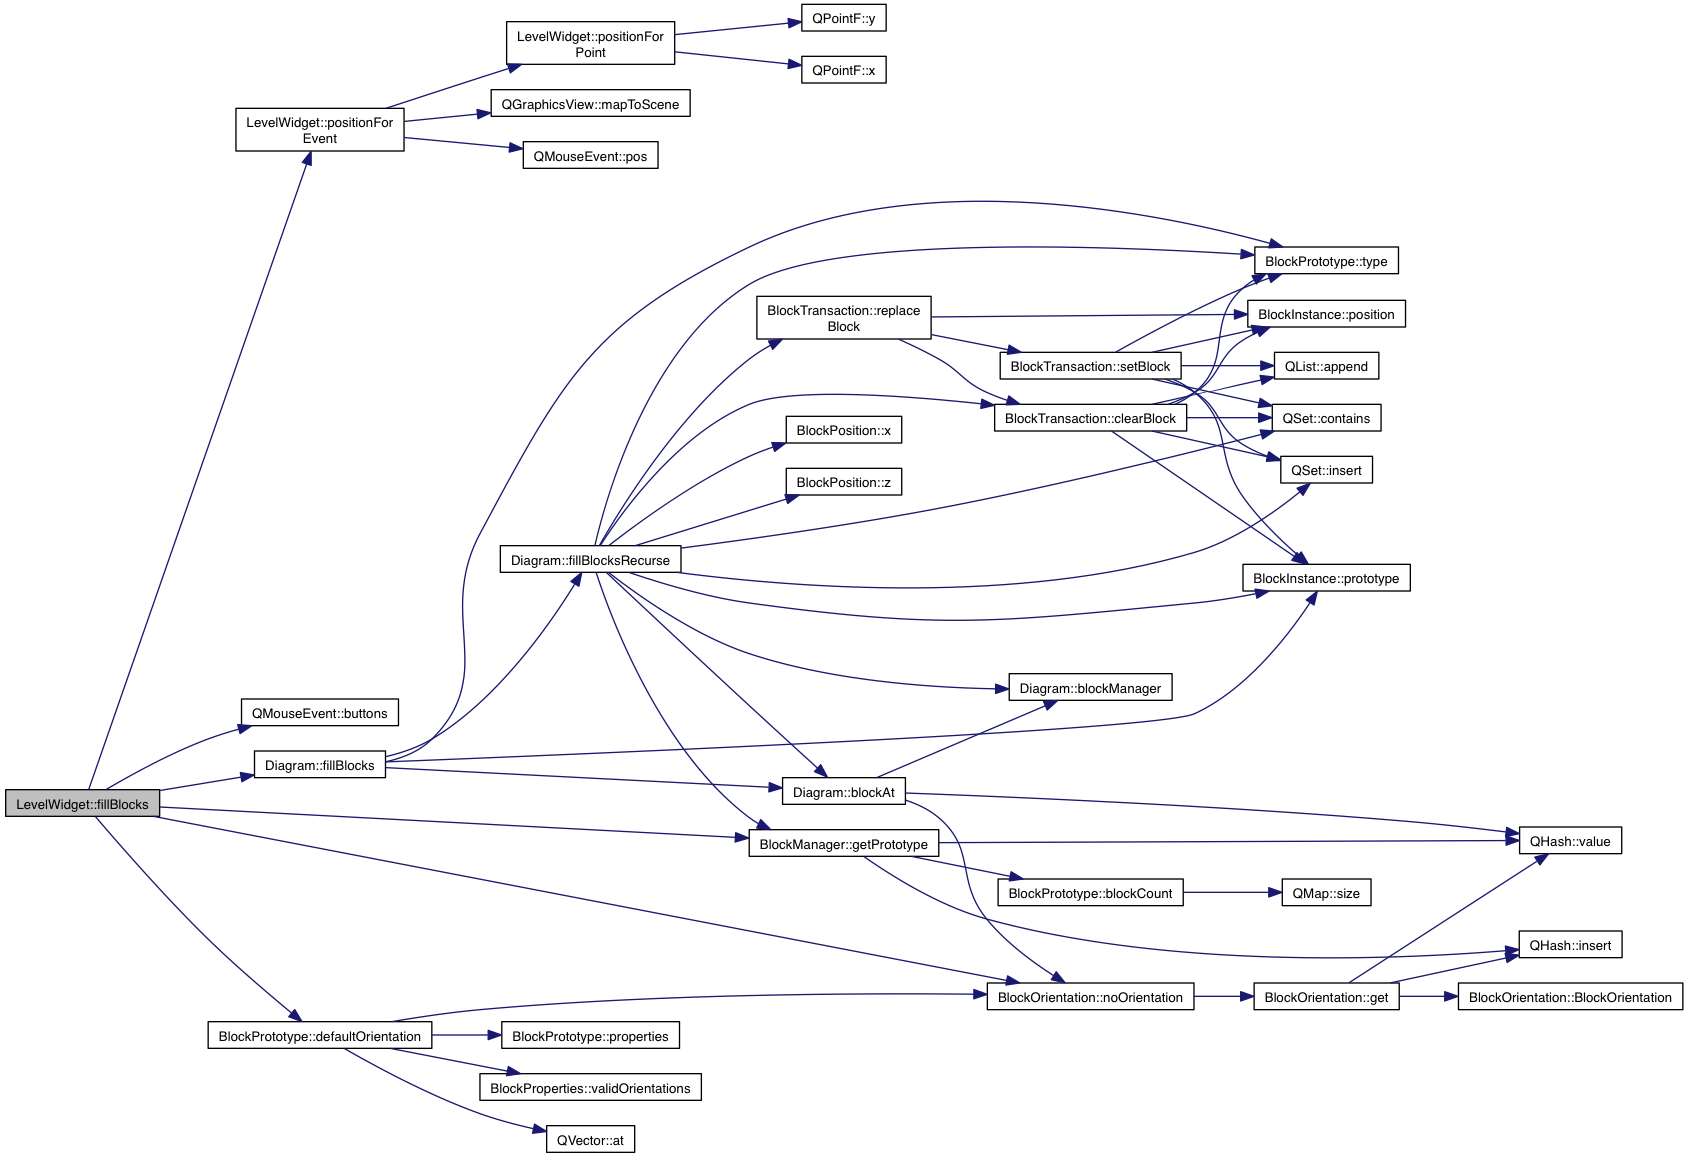 QPointF::y
LevelWidget::positionFor
Point
QPointF::x
QGraphicsView::mapToScene
LevelWidget::positionFor
Event
QMouseEvent::pos
BlockPrototype::type
BlockTransaction::replace
Block
BlockInstance::position
BlockTransaction::setBlock
QList::append
BlockTransaction::clearBlock
QSet::contains
BlockPosition::x
QSet::insert
BlockPosition::z
Diagram::fillBlocksRecurse
BlockInstance::prototype
Diagram::blockManager
QMouseEvent::buttons
Diagram::fillBlocks
Diagram::blockAt
LevelWidget::fillBlocks
BlockManager::getPrototype
QHash::value
BlockPrototype::blockCount
QMap::size
QHash::insert
BlockOrientation::noOrientation
BlockOrientation::get
BlockOrientation::BlockOrientation
BlockPrototype::defaultOrientation
BlockPrototype::properties
BlockProperties::validOrientations
QVector::at